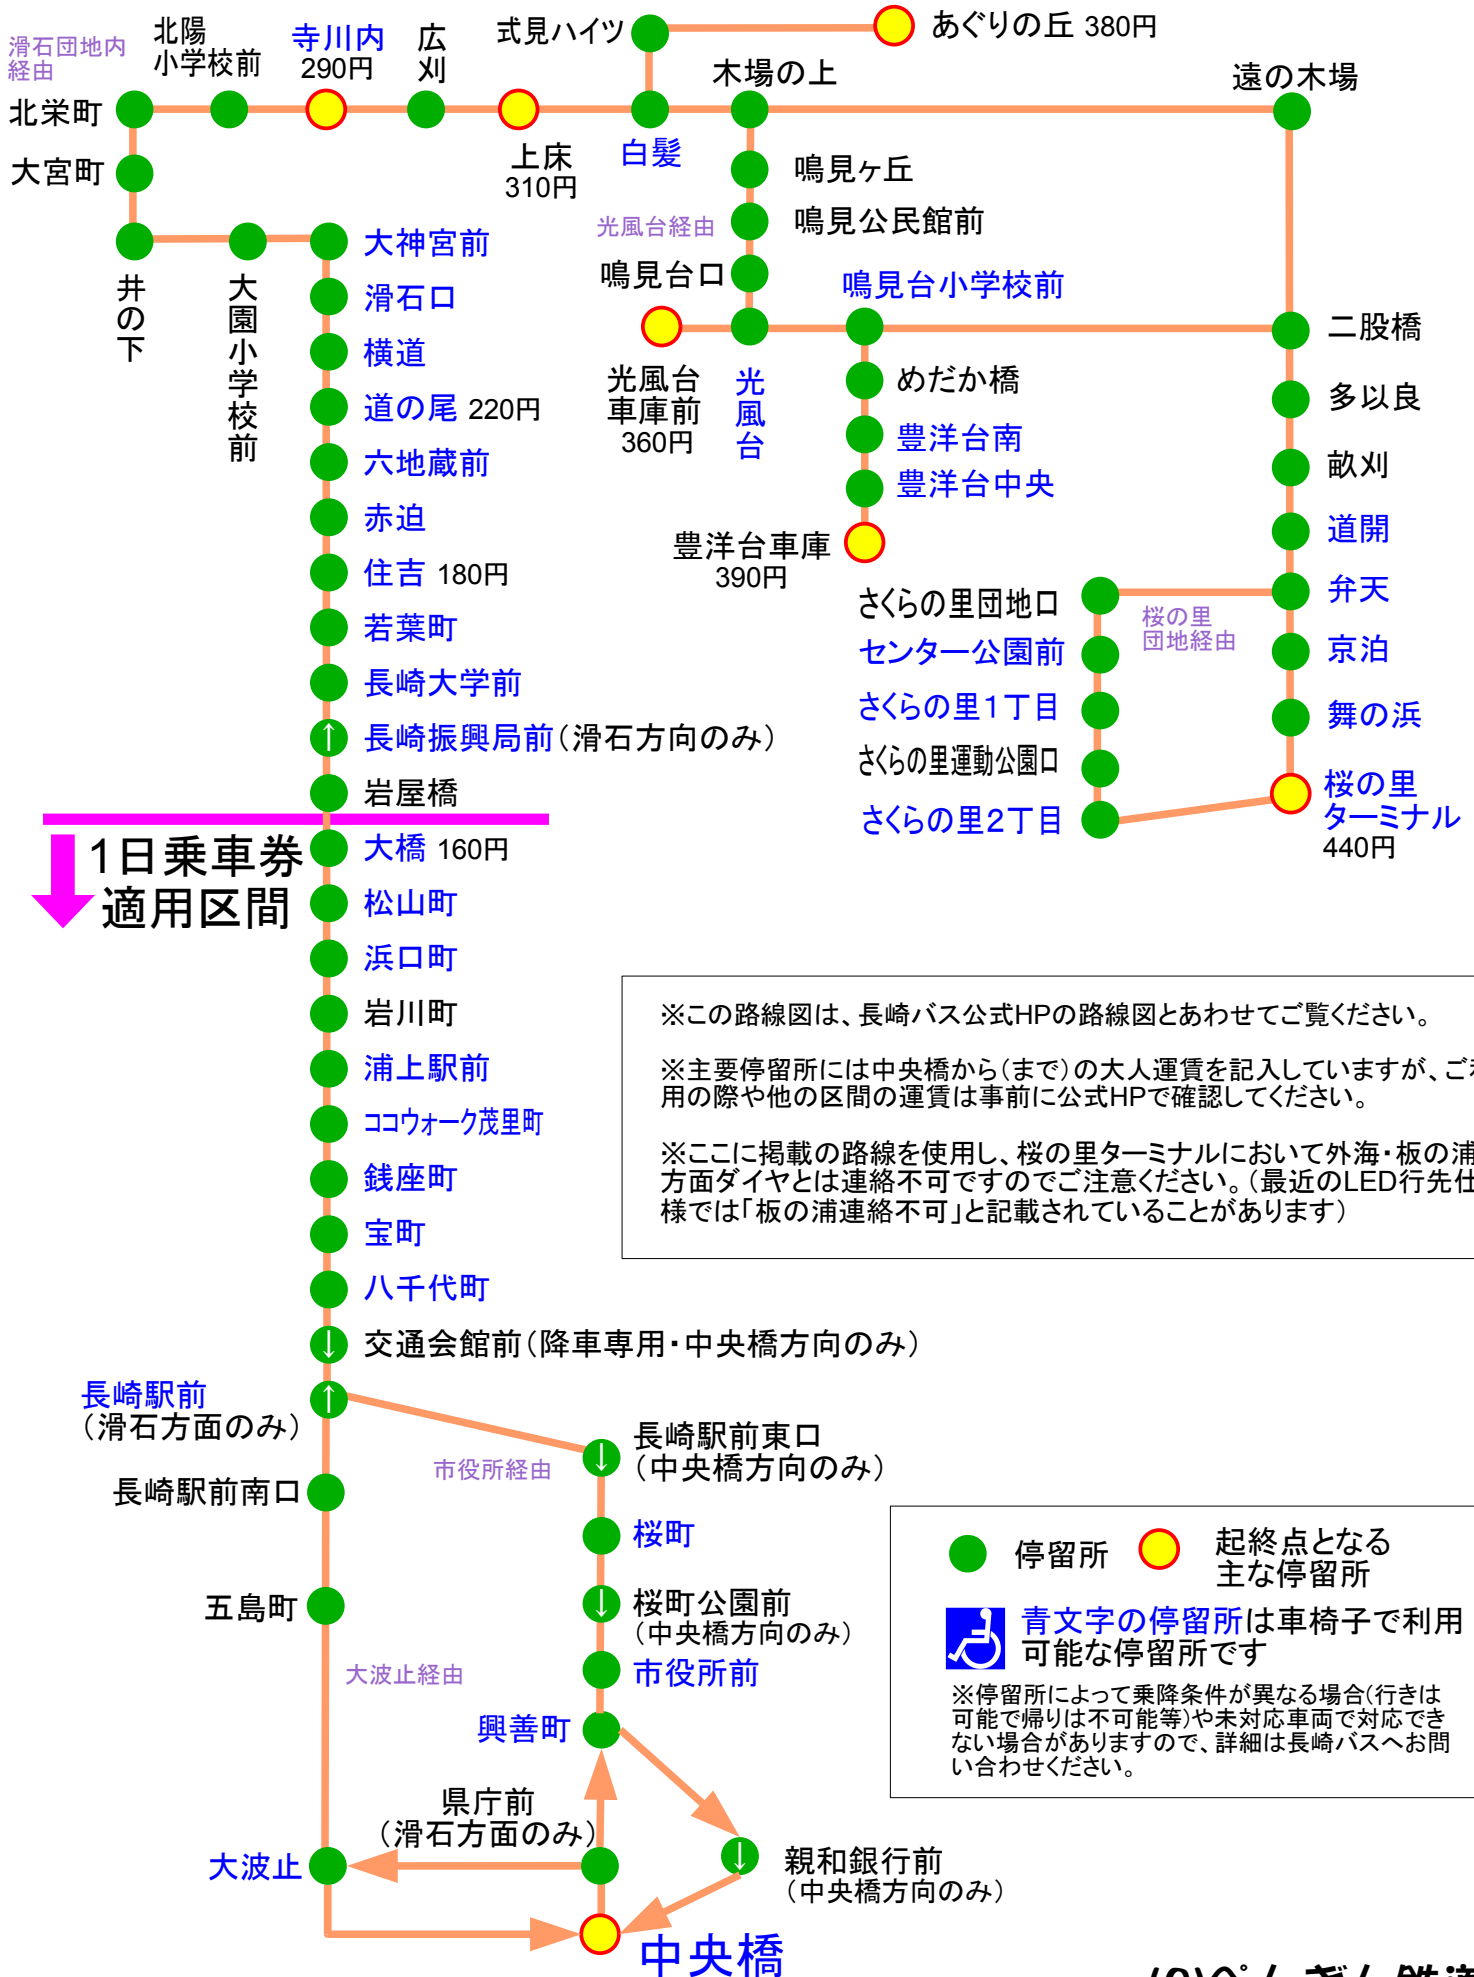 滑石団地内
経由
北陽
小学校前
寺川内
290円
広刈
式見ハイツ
あぐりの丘 380円
木場の上
遠の木場
北栄町
大宮町
上床
310円
白髪
鳴見ヶ丘
光風台経由
鳴見公民館前
大神宮前
鳴見台口
鳴見台小学校前
井の下
大園小学校前
滑石口
横道
二股橋
光風台
車庫前
360円
光風台
めだか橋
多以良
道の尾 220円
豊洋台南
六地蔵前
豊洋台中央
畝刈
赤迫
豊洋台車庫
390円
道開
住吉 180円
さくらの里団地口
弁天
桜の里
団地経由
若葉町
センター公園前
京泊
長崎大学前
さくらの里1丁目
舞の浜
長崎振興局前(滑石方向のみ)
さくらの里運動公園口
岩屋橋
桜の里
ターミナル
440円
さくらの里2丁目
1日乗車券
適用区間
大橋 160円
松山町
浜口町
岩川町
浦上駅前
ココウォーク茂里町
銭座町
宝町
八千代町
※この路線図は、長崎バス公式HPの路線図とあわせてご覧ください。
※主要停留所には中央橋から(まで)の大人運賃を記入していますが、ご利
用の際や他の区間の運賃は事前に公式HPで確認してください。
※ここに掲載の路線を使用し、桜の里ターミナルにおいて外海・板の浦
方面ダイヤとは連絡不可ですのでご注意ください。(最近のLED行先仕
様では「板の浦連絡不可」と記載されていることがあります)
交通会館前(降車専用・中央橋方向のみ)
長崎駅前
(滑石方面のみ)
長崎駅前東口
(中央橋方向のみ)
市役所経由
長崎駅前南口
桜町
五島町
桜町公園前
(中央橋方向のみ)
大波止経由
市役所前
興善町
県庁前
(滑石方面のみ)
大波止
親和銀行前
(中央橋方向のみ)
中央橋
停留所
起終点となる
主な停留所
青文字の停留所は車椅子で利用
可能な停留所です
※停留所によって乗降条件が異なる場合(行きは
可能で帰りは不可能等)や未対応車両で対応でき
ない場合がありますので、詳細は長崎バスへお問
い合わせください。